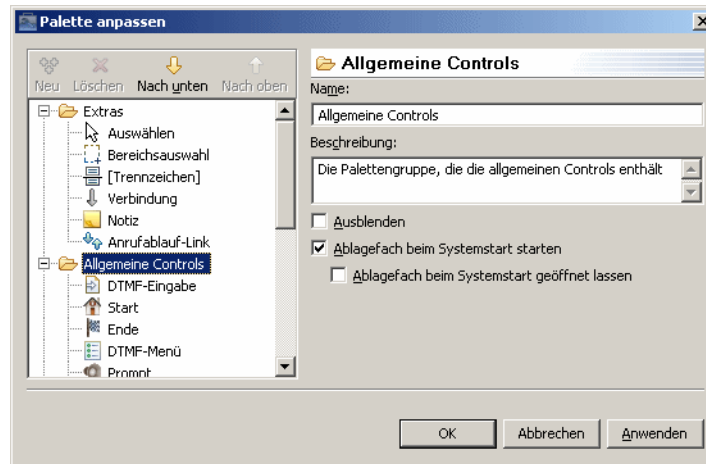 Palette anpassen
Neu Löschen Nach unten Nach oben
Extras
Auswählen
Bereichsauswahl
[Trennzeichen]
Verbindung
Notiz
Anrufablauf-Link
Allgemeine Controls
DTMF-Eingabe
Start
Ende
DTMF-Menü
Prompt
Allgemeine Controls
Name:
Allgemeine Controls
Beschreibung:
Die Palettengruppe, die die allgemeinen Controls enthält
Ausblenden
Ablagefach beim Systemstart starten
Ablagefach beim Systemstart geöffnet lassen
OK Abbrechen Anwenden